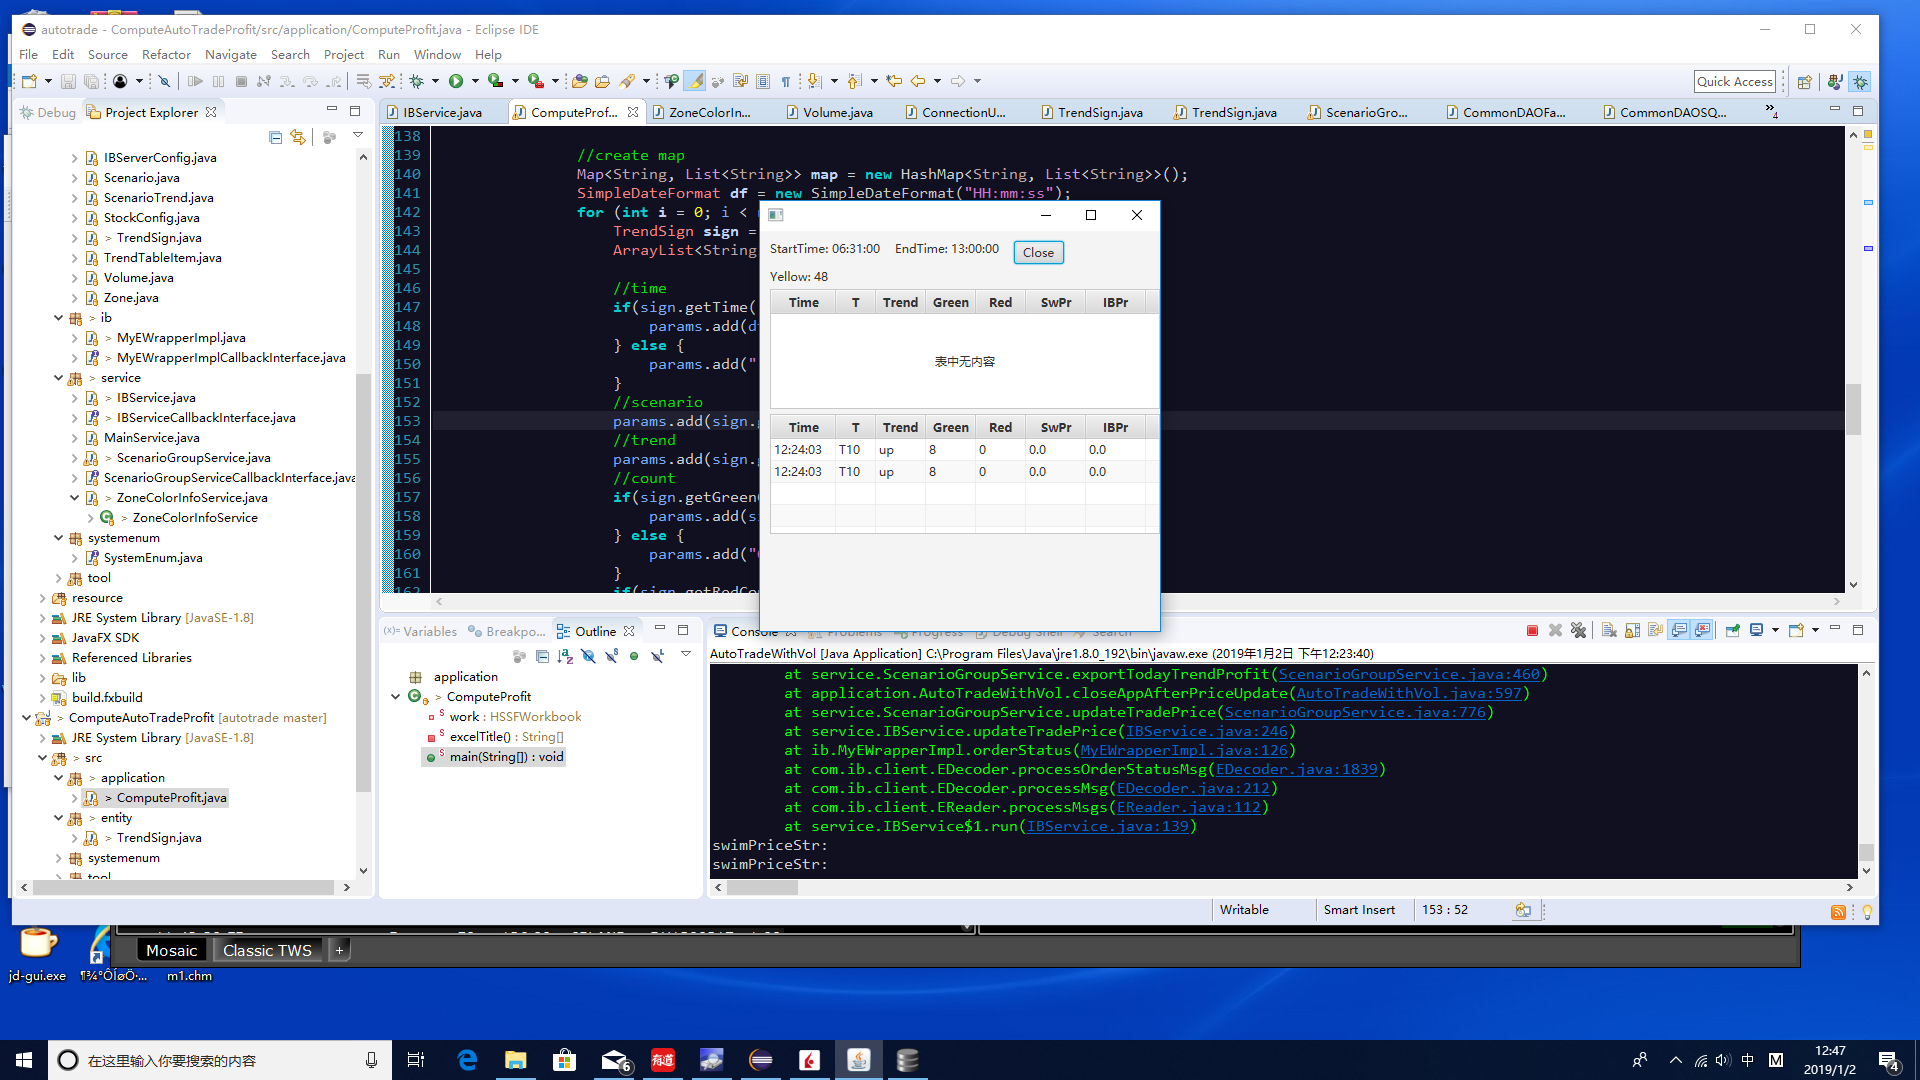 autotrade - ComputeAutoTradeProfit/src/application/ComputeProfit.java - Eclipse IDE
File Edit Source Refactor Navigate Search Project Run Window Help
Quick Access
Debug Project Explorer
IBService.java ComputeProf... ZoneColorIn... Volume.java ConnectionU... TrendSign.java TrendSign.java ScenarioGro... CommonDAOFa... CommonDAOSQ... 4
IBServerConfig.java
Scenario.java
ScenarioTrend.java
StockConfig.java
> TrendSign.java
TrendTableItem.java
Volume.java
Zone.java
> ib
> MyEWrapperImpl.java
> MyEWrapperImplCallbackInterface.java
> service
> IBService.java
> IBServiceCallbackInterface.java
MainService.java
> ScenarioGroupService.java
ScenarioGroupServiceCallbackInterface.java
> ZoneColorInfoService.java
> ZoneColorInfoService
systemenum
SystemEnum.java
tool
resource
JRE System Library [JavaSE-1.8]
JavaFX SDK
Referenced Libraries
lib
build.fxbuild
> ComputeAutoTradeProfit [autotrade master]
JRE System Library [JavaSE-1.8]
> src
> application
> ComputeProfit.java
> entity
> TrendSign.java
systemenum
tool
138
139 //create map
140 Map<String, List<String>> map = new HashMap<String, List<String>>();
141 SimpleDateFormat df = new SimpleDateFormat("HH:mm:ss");
142 for (int i = 0; i <
143 TrendSign sign =
144 ArrayList<String
145
146 //time
147 if(sign.getTime(
148 params.add(d
149 } else {
150 params.add("
151 }
152 //scenario
153 params.add(sign.
154 //trend
155 params.add(sign.
156 //count
157 if(sign.getGreen
158 params.add(s
159 } else {
160 params.add("
161 }
162 if(sign.getRedCo
StartTime: 06:31:00 EndTime: 13:00:00 Close
Yellow: 48
Time T Trend Green Red SwPr IBPr
表中无内容
Time T Trend Green Red SwPr IBPr
12:24:03 T10 up 8 0 0.0 0.0
12:24:03 T10 up 8 0 0.0 0.0
Variables Breakpo... Outline
application
> ComputeProfit
work : HSSFWorkbook
excelTitle() : String[]
main(String[]) : void
Console Problems Progress Debug Shell Search
AutoTradeWithVol [Java Application] C:\Program Files\Java\jre1.8.0_192\bin\javaw.exe (2019年1月2日 下午12:23:40)
at service.ScenarioGroupService.exportTodayTrendProfit(ScenarioGroupService.java:460)
at application.AutoTradeWithVol.closeAppAfterPriceUpdate(AutoTradeWithVol.java:597)
at service.ScenarioGroupService.updateTradePrice(ScenarioGroupService.java:776)
at service.IBService.updateTradePrice(IBService.java:246)
at ib.MyEWrapperImpl.orderStatus(MyEWrapperImpl.java:126)
at com.ib.client.EDecoder.processOrderStatusMsg(EDecoder.java:1839)
at com.ib.client.EDecoder.processMsg(EDecoder.java:212)
at com.ib.client.EReader.processMsgs(EReader.java:112)
at service.IBService$1.run(IBService.java:139)
swimPriceStr:
swimPriceStr:
Writable Smart Insert 153 : 52
Mosaic Classic TWS +
jd-gui.exe m1.chm
在这里输入你要搜索的内容
6
有道
中
M
12:47
2019/1/2
4